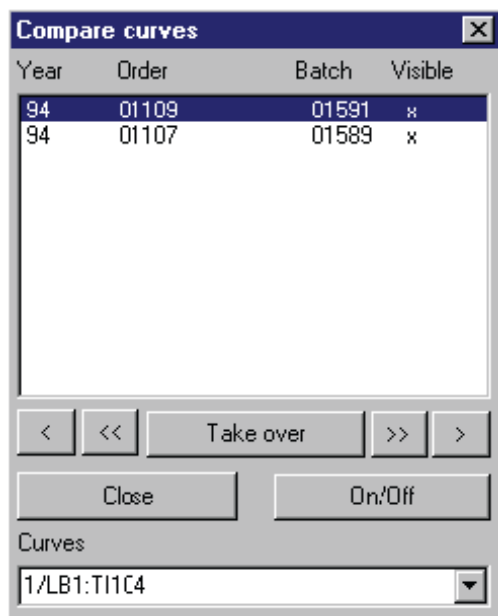 Compare curves
Year Order Batch Visible
94 01109 01591 x
94 01107 01589 x
< << Take over >> >
Close On/Off
Curves
1/LB1:TI104